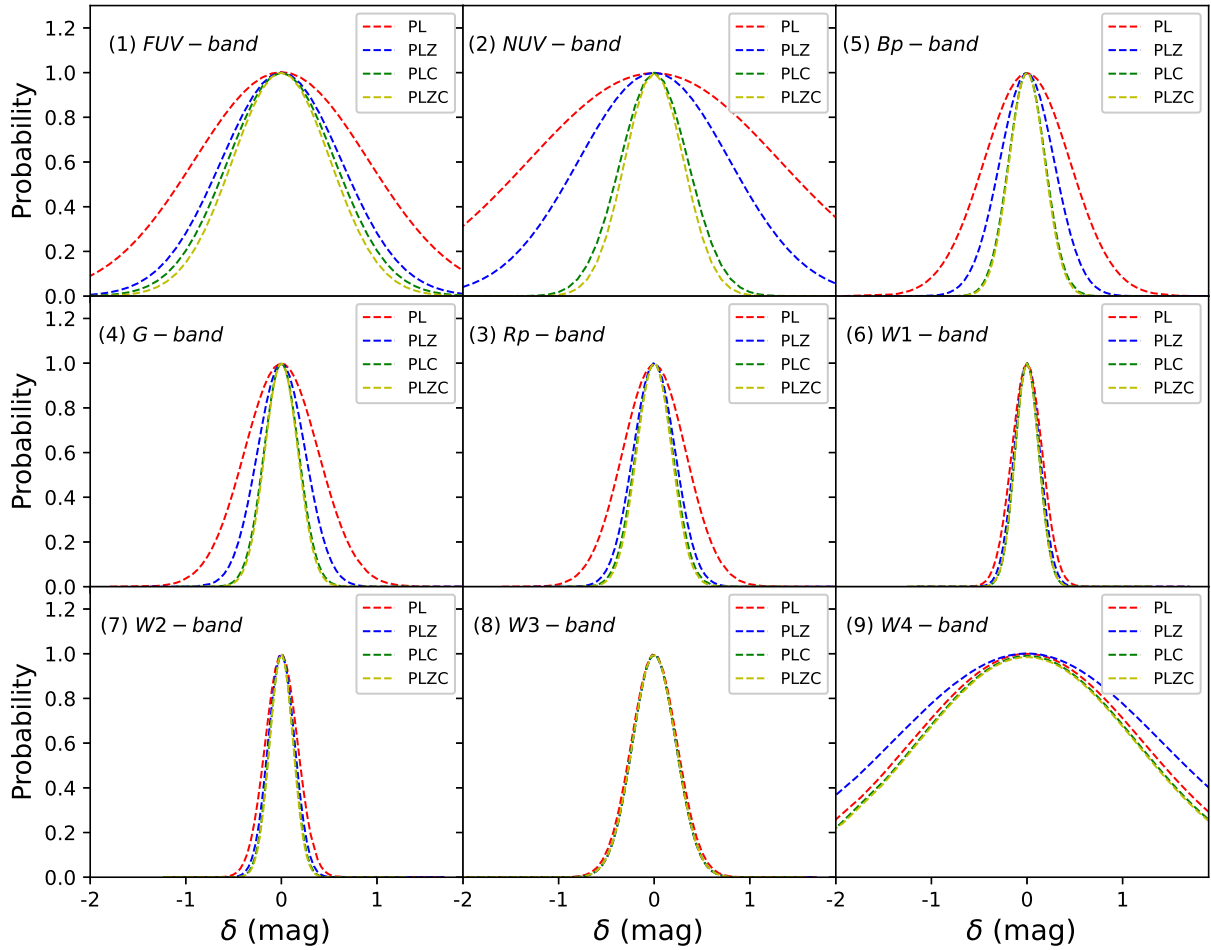 (1) FUV − band
PL
PLZ
PLC
PLZC
(2) NUV − band
PL
PLZ
PLC
PLZC
(5) Bp − band
PL
PLZ
PLC
PLZC
Probability
1.2
1.0
0.8
0.6
0.4
0.2
0.0
(4) G − band
PL
PLZ
PLC
PLZC
(3) Rp − band
PL
PLZ
PLC
PLZC
(6) W1 − band
PL
PLZ
PLC
PLZC
Probability
1.2
1.0
0.8
0.6
0.4
0.2
0.0
(7) W2 − band
PL
PLZ
PLC
PLZC
(8) W3 − band
PL
PLZ
PLC
PLZC
(9) W4 − band
PL
PLZ
PLC
PLZC
Probability
1.2
1.0
0.8
0.6
0.4
0.2
0.0
-2 -1 0 1 -2 -1 0 1 -2 -1 0 1
δ (mag) δ (mag) δ (mag)